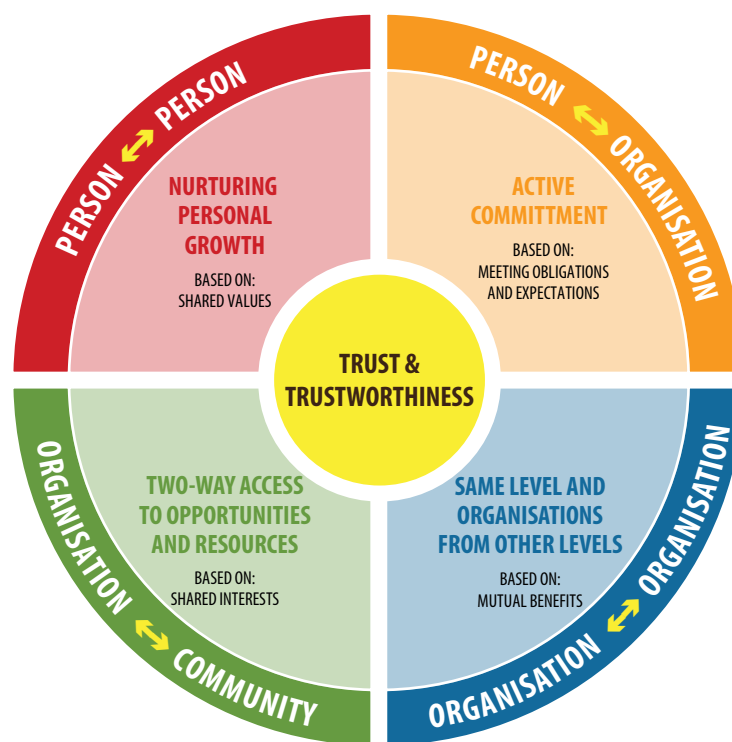 PERSON ↔ PERSON
NURTURING
PERSONAL
GROWTH
BASED ON:
SHARED VALUES
PERSON ↔ ORGANISATION
ACTIVE
COMMITTMENT
BASED ON:
MEETING OBLIGATIONS
AND EXPECTATIONS
TRUST &
TRUSTWORTHINESS
ORGANISATION ↔ COMMUNITY
TWO-WAY ACCESS
TO OPPORTUNITIES
AND RESOURCES
BASED ON:
SHARED INTERESTS
ORGANISATION ↔ ORGANISATION
SAME LEVEL AND
ORGANISATIONS
FROM OTHER LEVELS
BASED ON:
MUTUAL BENEFITS